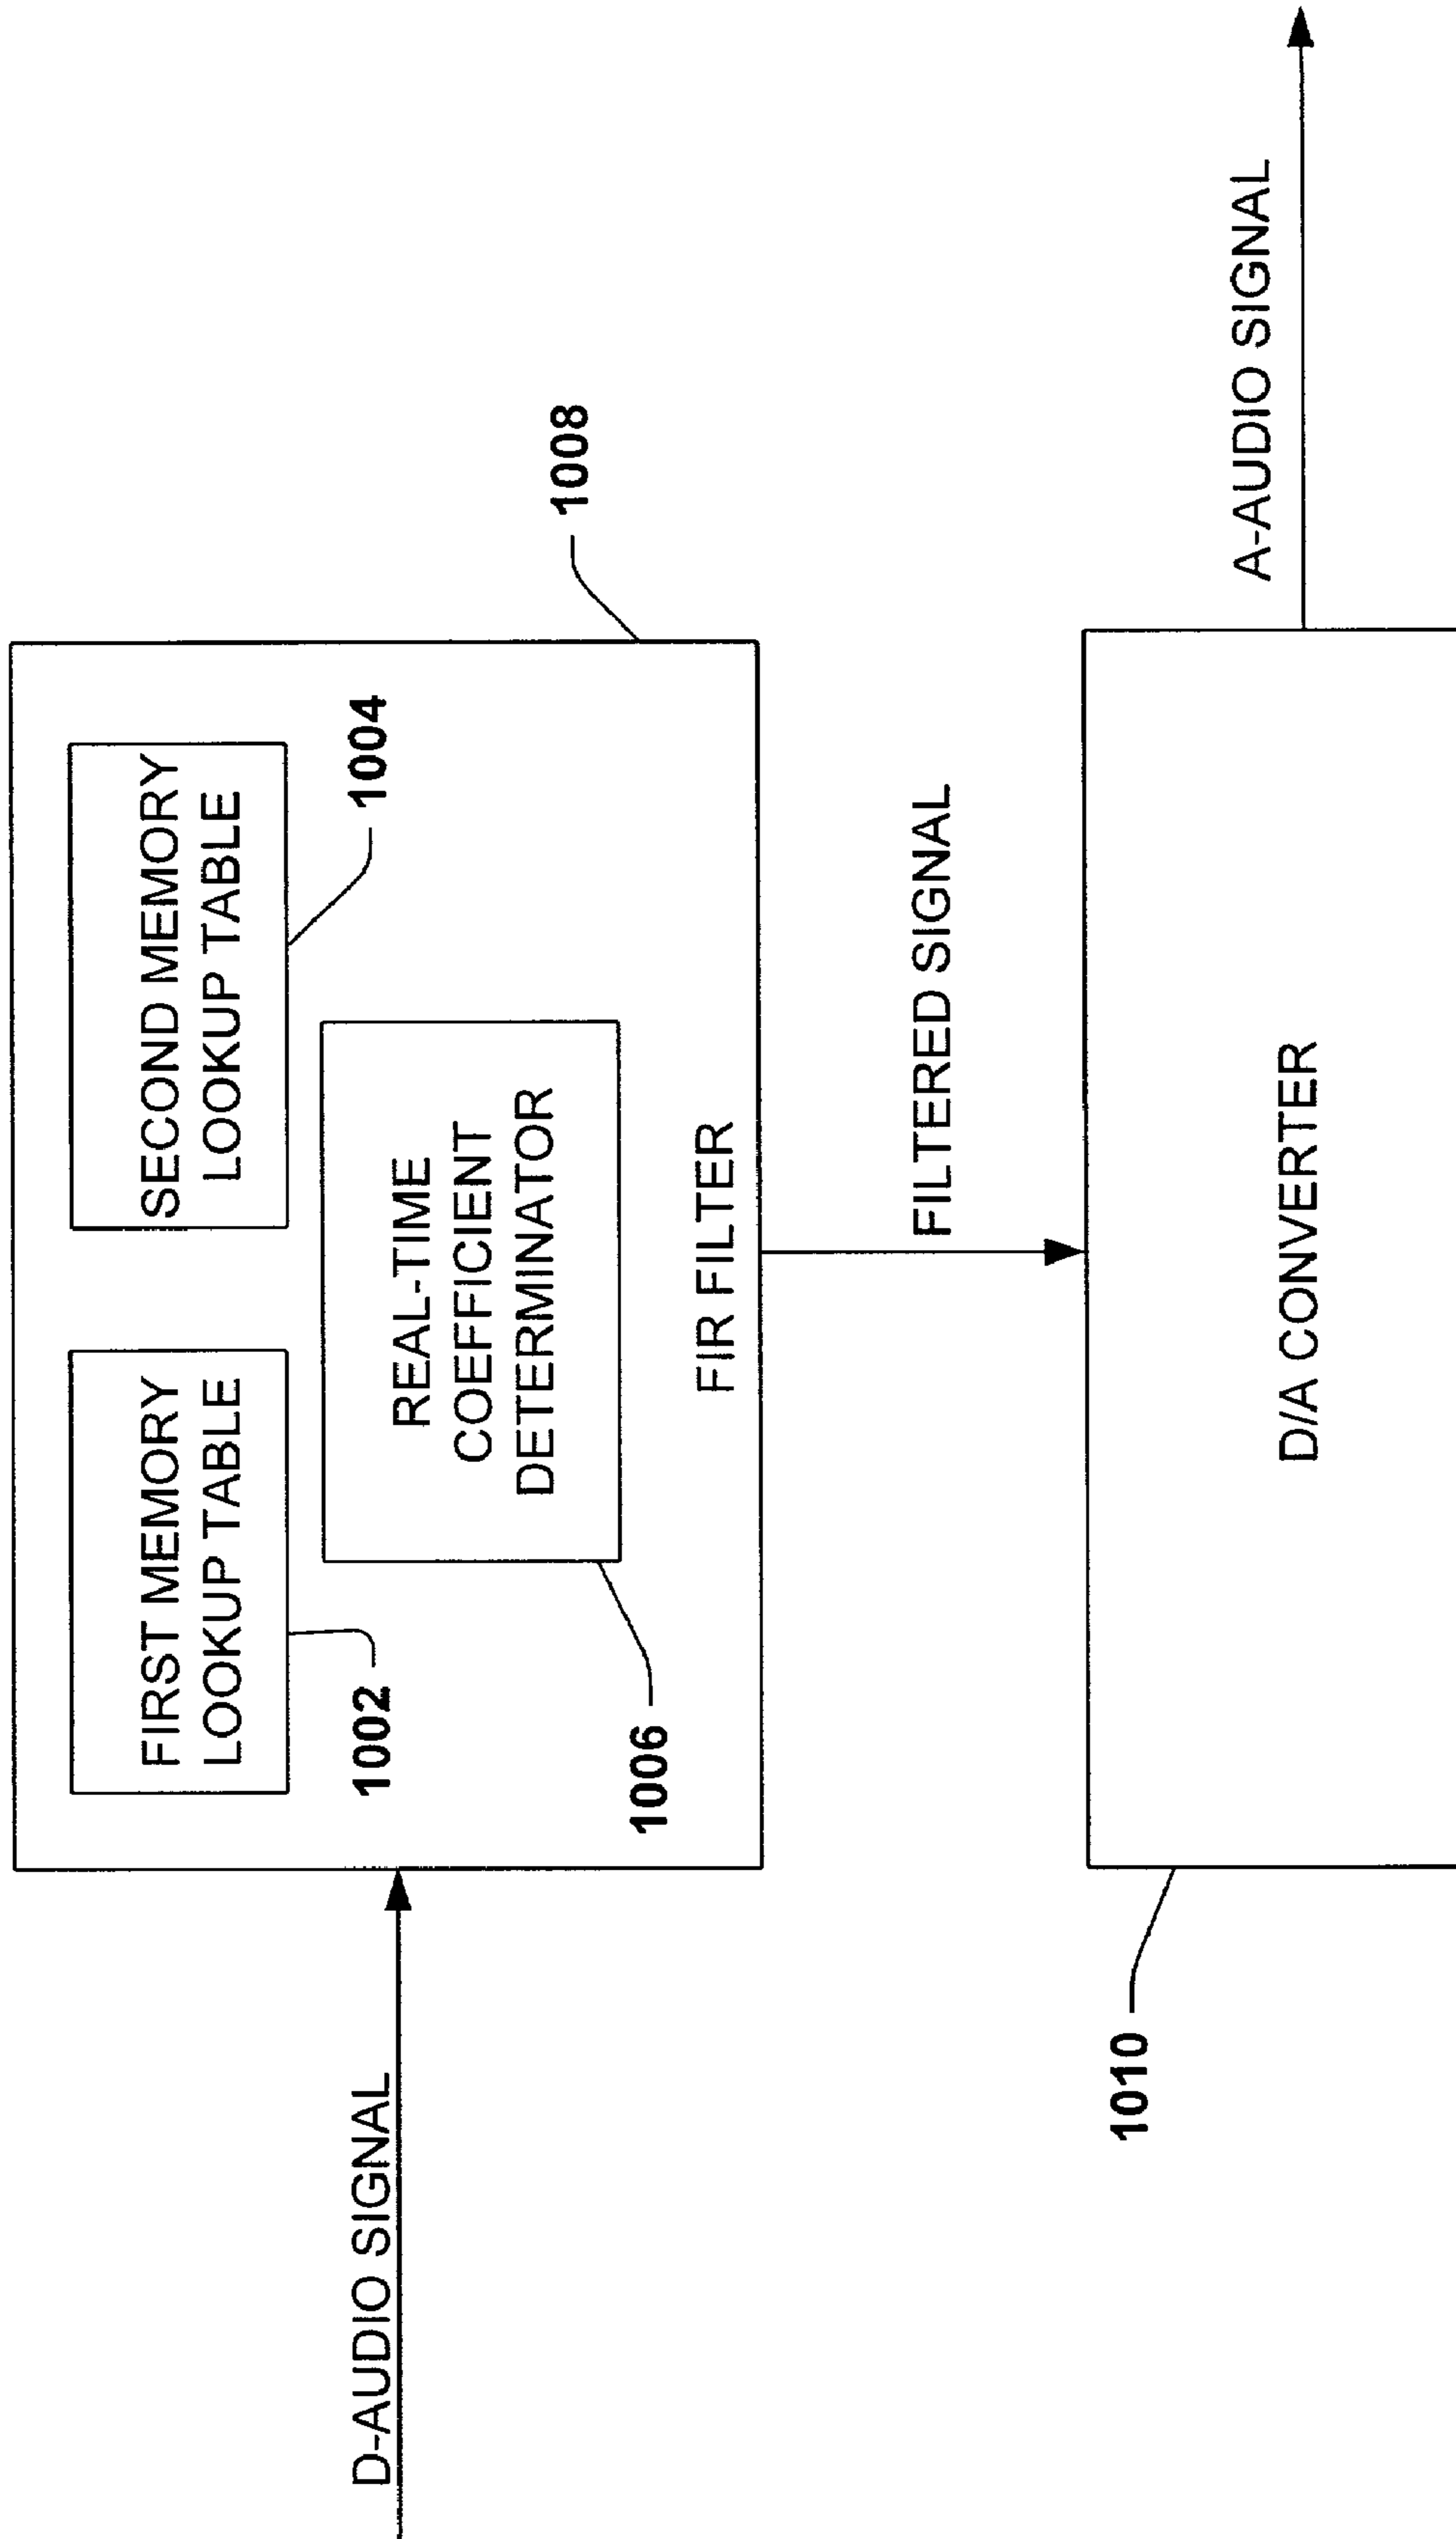 D-AUDIO SIGNAL
FIRST MEMORY
LOOKUP TABLE
1002
SECOND MEMORY
LOOKUP TABLE
1004
REAL-TIME
COEFFICIENT
DETERMINATOR
1006
FIR FILTER
1008
FILTERED SIGNAL
D/A CONVERTER
1010
A-AUDIO SIGNAL